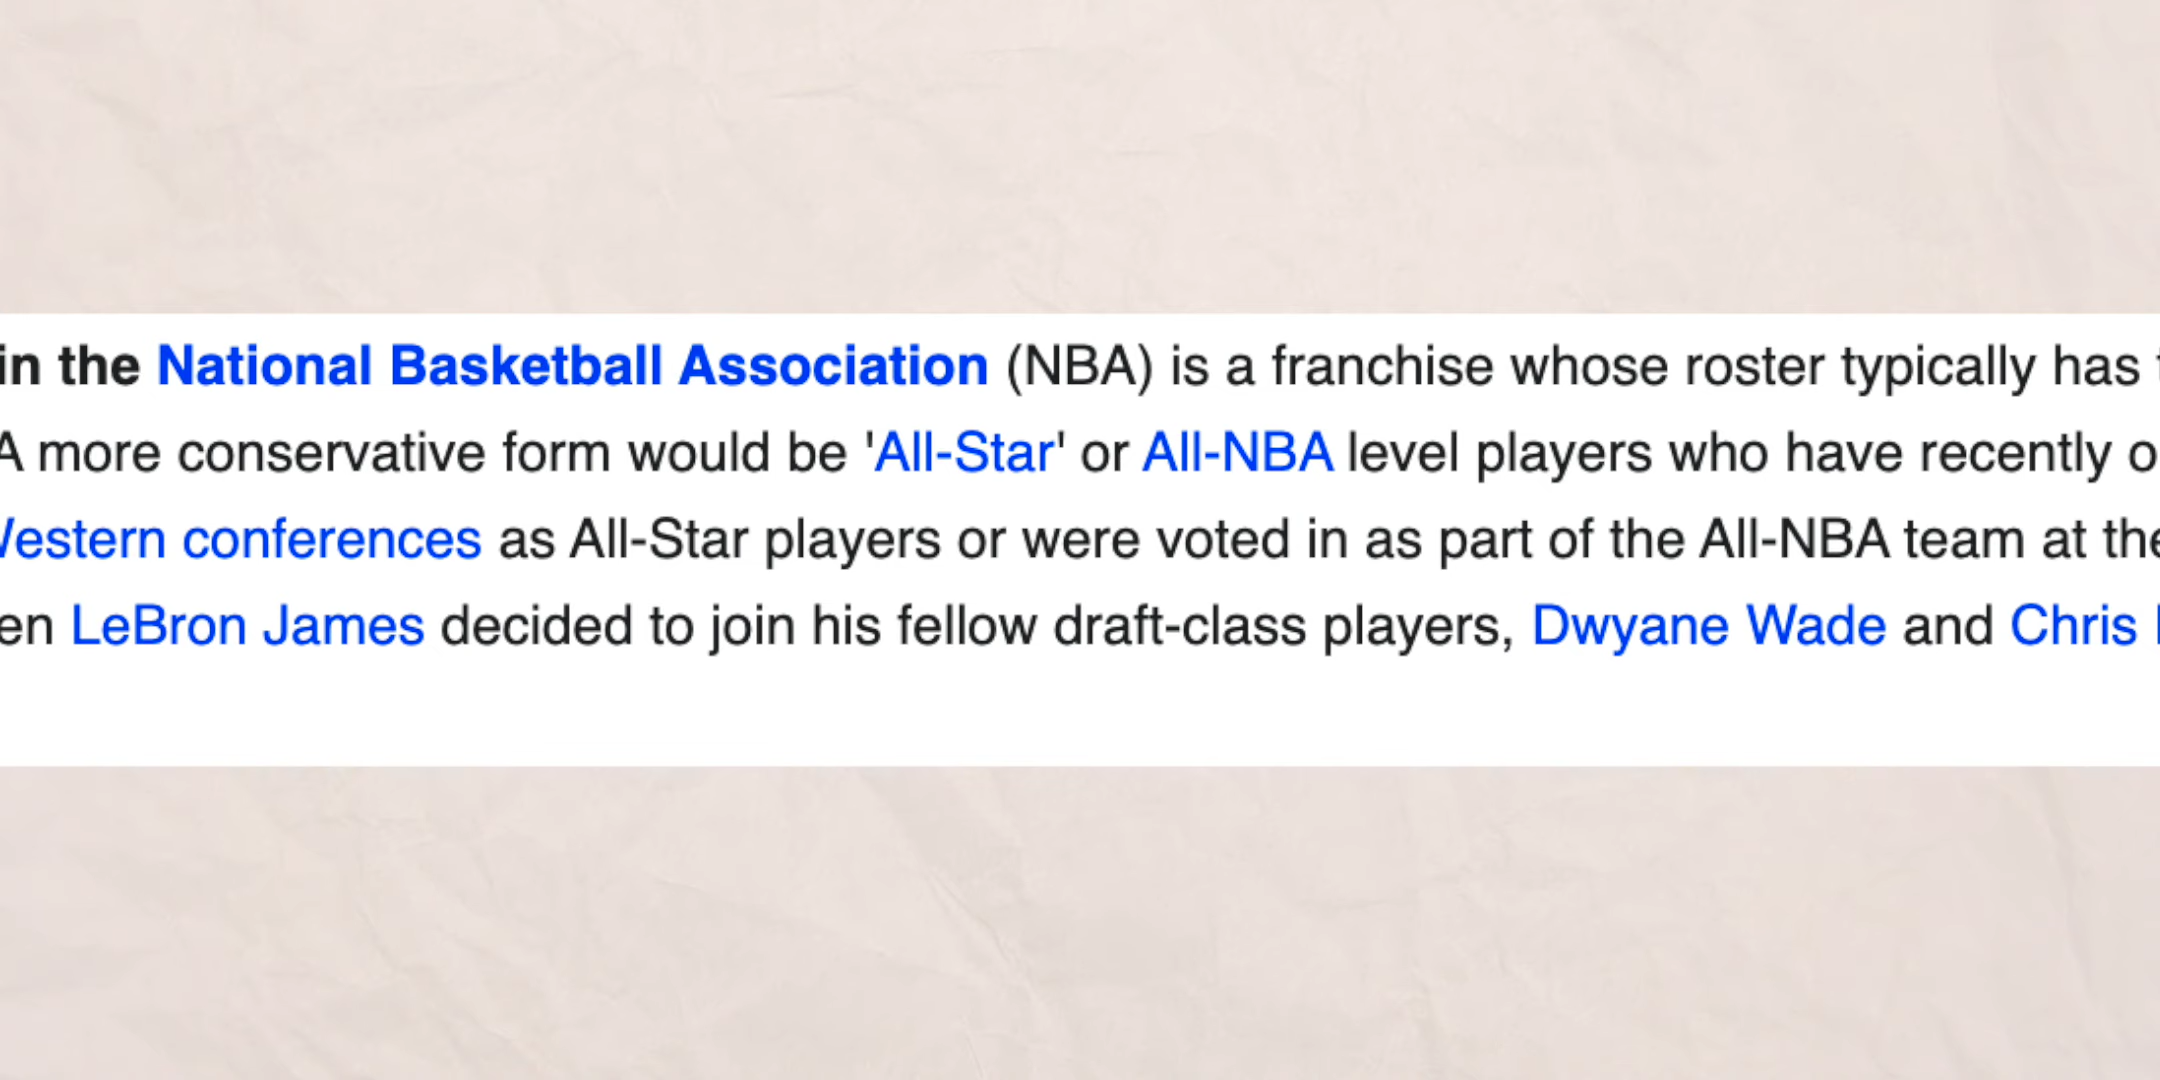 in the National Basketball Association (NBA) is a franchise whose roster typically has
A more conservative form would be 'All-Star' or All-NBA level players who have recently
Western conferences as All-Star players or were voted in as part of the All-NBA team at the
LeBron James decided to join his fellow draft-class players, Dwyane Wade and Chris